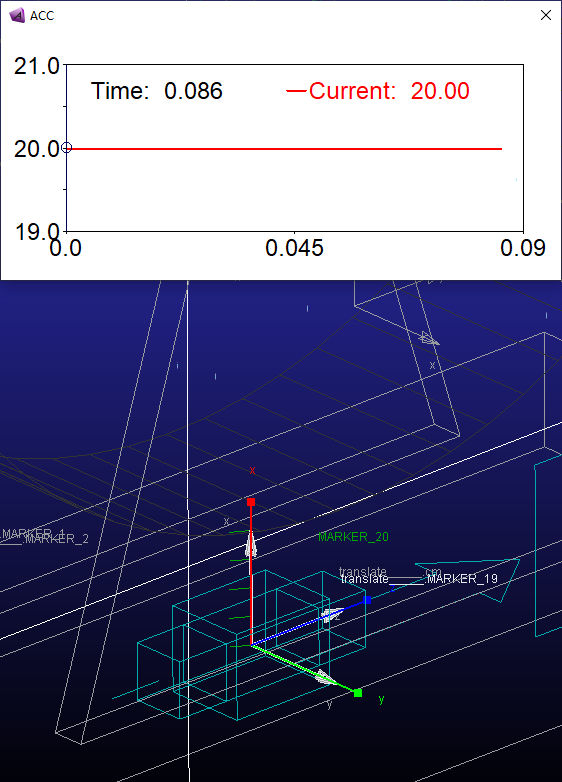 ACC
21.0
Time: 0.086 Current: 20.00
20.0
19.0
0.0 0.045 0.09
x
x
x
MARKER_1
MARKER_2
MARKER_20
translate cm
translate MARKER_19
z
y
y